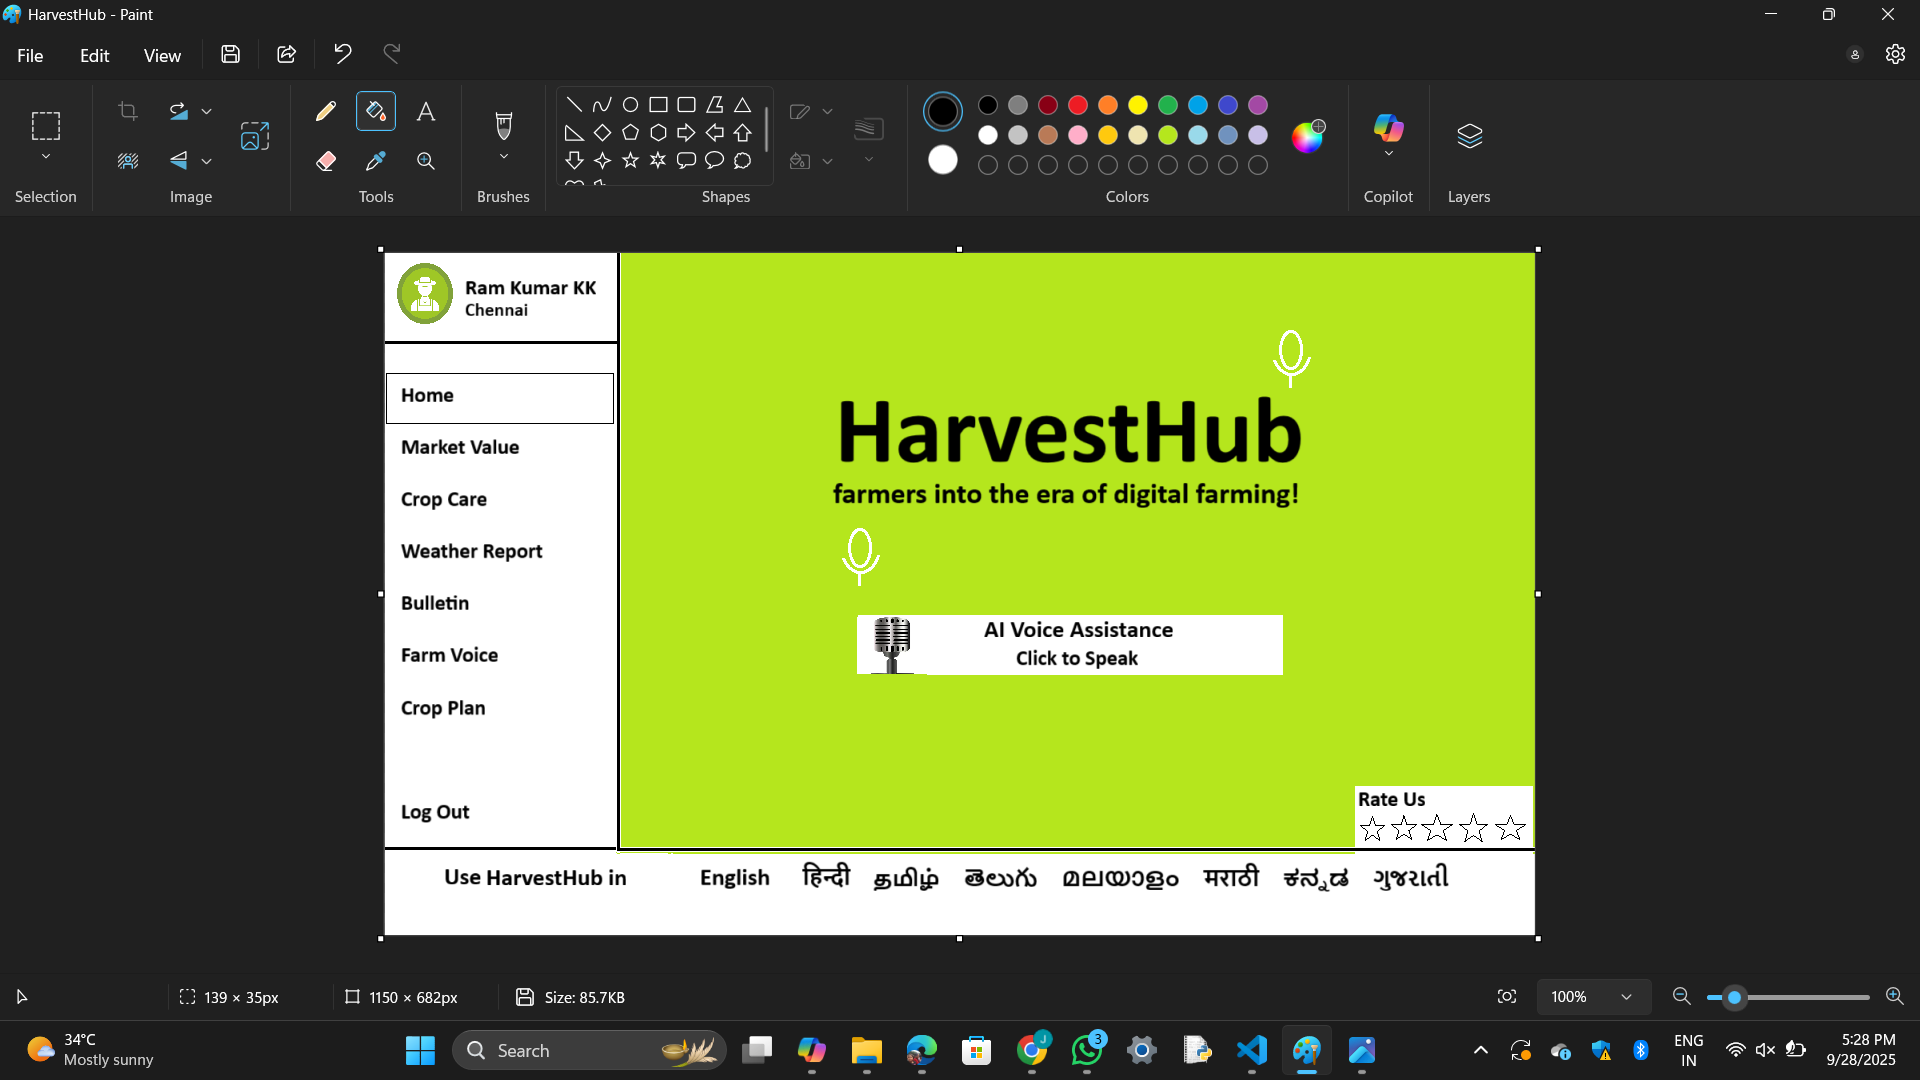 HarvestHub - Paint
File Edit View
Selection Image Tools Brushes Shapes Colors Copilot Layers
Ram Kumar KK
Chennai
Home
Market Value
Crop Care
Weather Report
Bulletin
Farm Voice
Crop Plan
Log Out
HarvestHub
farmers into the era of digital farming!
AI Voice Assistance
Click to Speak
Rate Us
Use HarvestHub in English हिन्दी தமிழ் తెలుగు മലയാളം मराठी ಕನ್ನಡ ગુજરાતી
139 × 35px 1150 × 682px Size: 85.7KB 100%
34°C
Mostly sunny
Search
J
3
ENG
IN
5:28 PM
9/28/2025